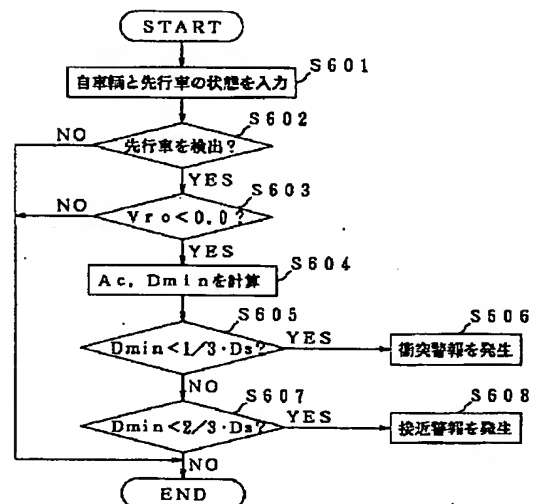 START
S601
自車輌と先行車の状態を入力
S602
NO
先行車を検出?
YES
S603
NO
Vro<0.0?
YES
S604
Ac, Dminを計算
S605
S606
Dmin<1/3·Ds?
YES
衝突警報を発生
NO
S607
S608
Dmin<2/3·Ds?
YES
接近警報を発生
NO
END